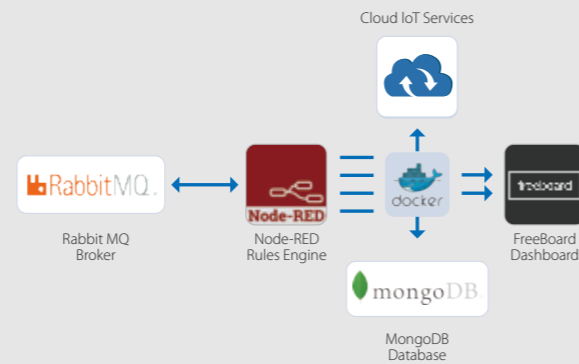 Cloud IoT Services
RabbitMQ
Node-RED
docker
freeboard
Rabbit MQ
Broker
Node-RED
Rules Engine
FreeBoard
Dashboard
mongoDB
MongoDB
Database